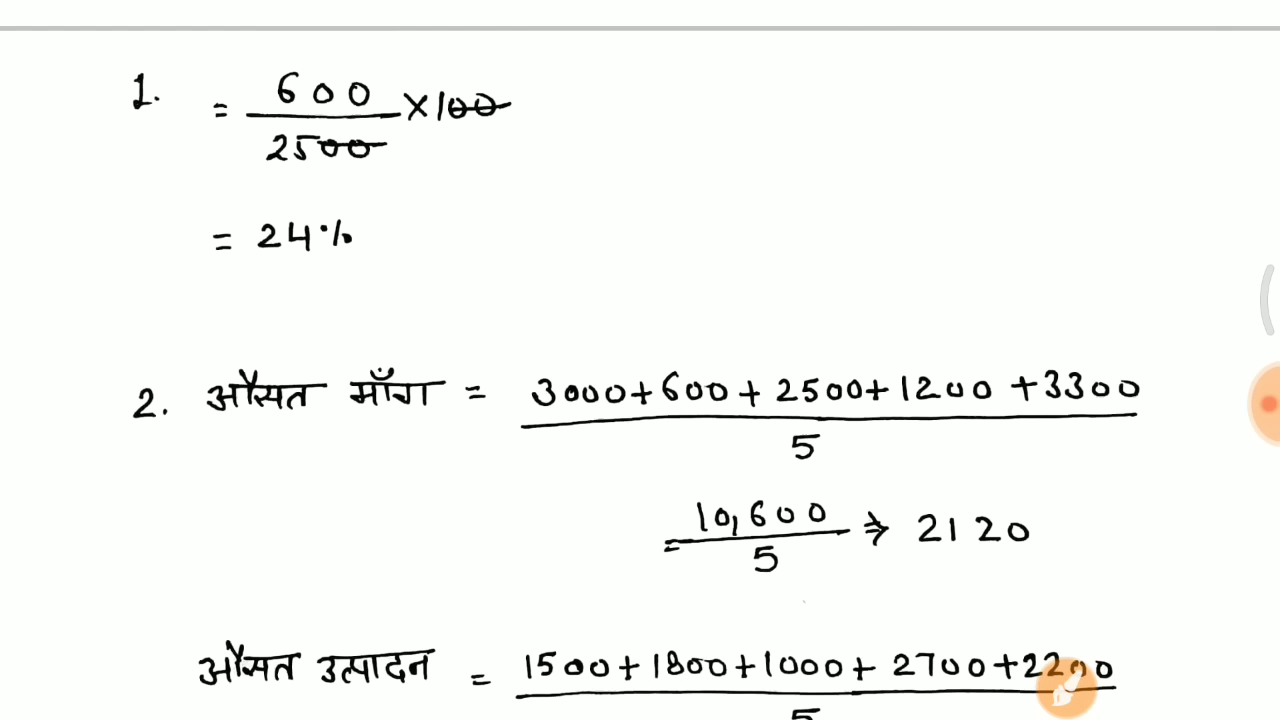 1. = 600/2500 ×100
= 24%
2. औसत माँग = 3000+600+2500+1200+3300
5
= 10,600/5 ⇒ 2120
औसत उत्पादन = 1500+1800+1000+2700+2200
5